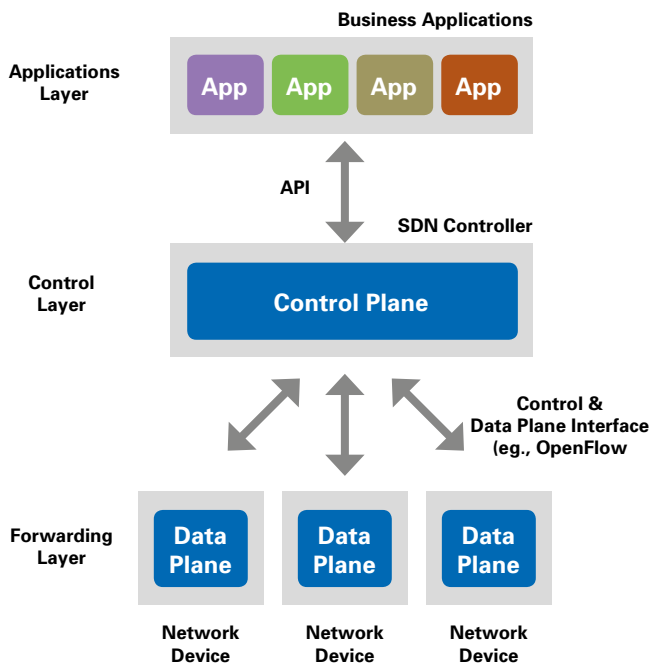 Business Applications
Applications
Layer
App App App App
API
SDN Controller
Control
Layer
Control Plane
Control &
Data Plane Interface
(eg., OpenFlow
Forwarding
Layer
Data Data Data
Plane Plane Plane
Network Network Network
Device Device Device